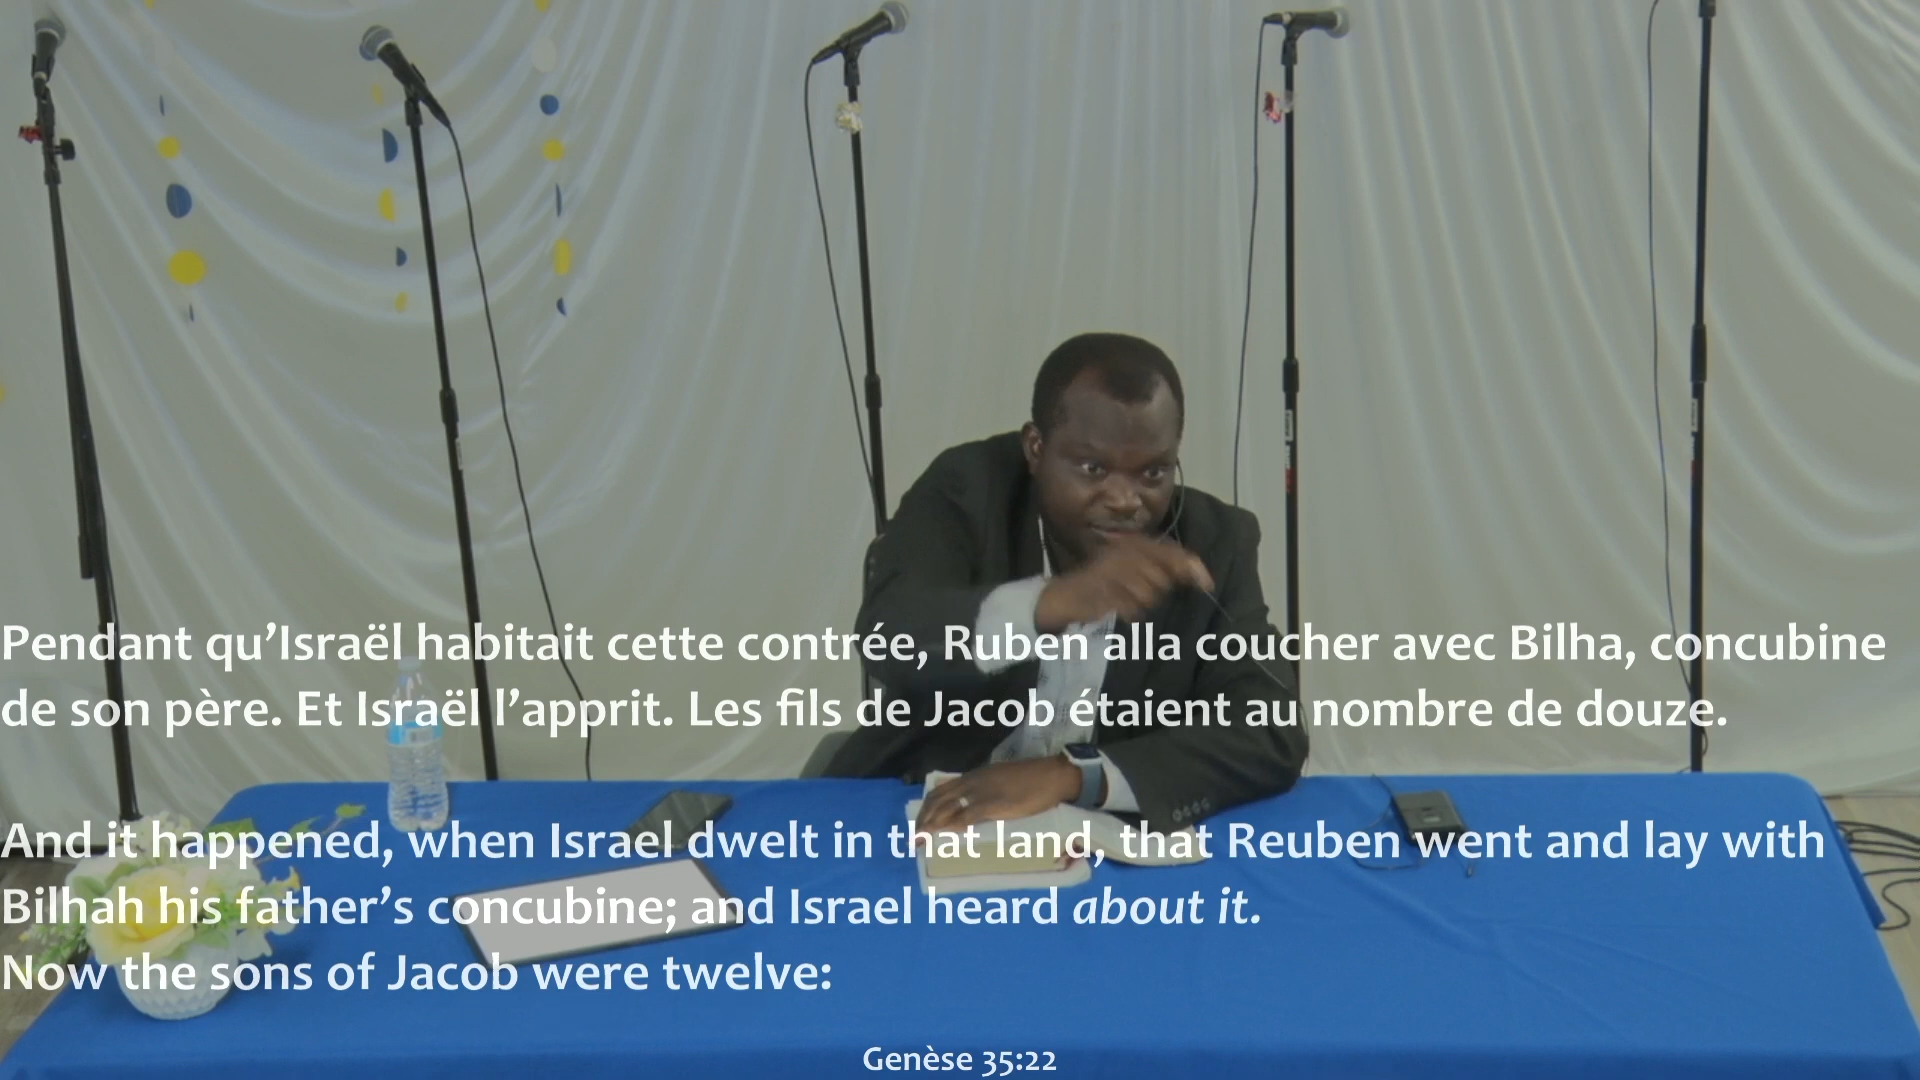 Pendant qu’Israël habitait cette contrée, Ruben alla coucher avec Bilha, concubine
de son père. Et Israël l’apprit. Les fils de Jacob étaient au nombre de douze.
And it happened, when Israel dwelt in that land, that Reuben went and lay with
Bilhah his father’s concubine; and Israel heard about it.
Now the sons of Jacob were twelve:
Genèse 35:22